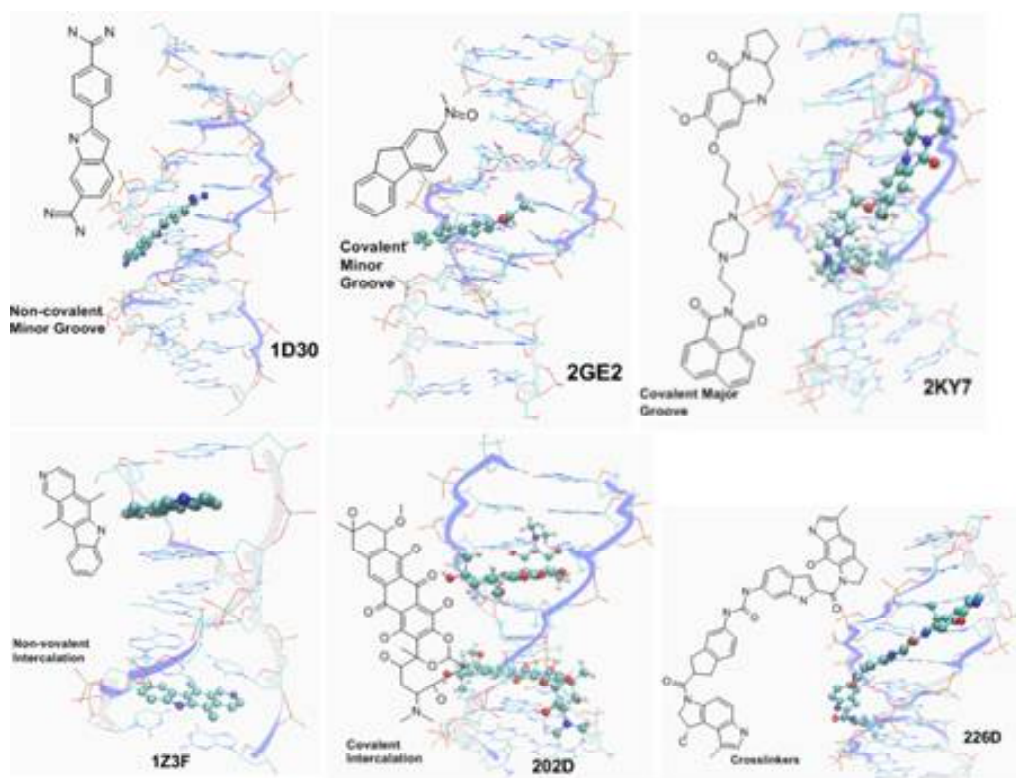 Non-covalent
Minor Groove
1D30
Covalent
Minor
Groove
2GE2
Covalent Major
Groove
2KY7
Non-vovalent
Intercalation
1Z3F
Covalent
Intercalation
202D
Crosslinkers
226D